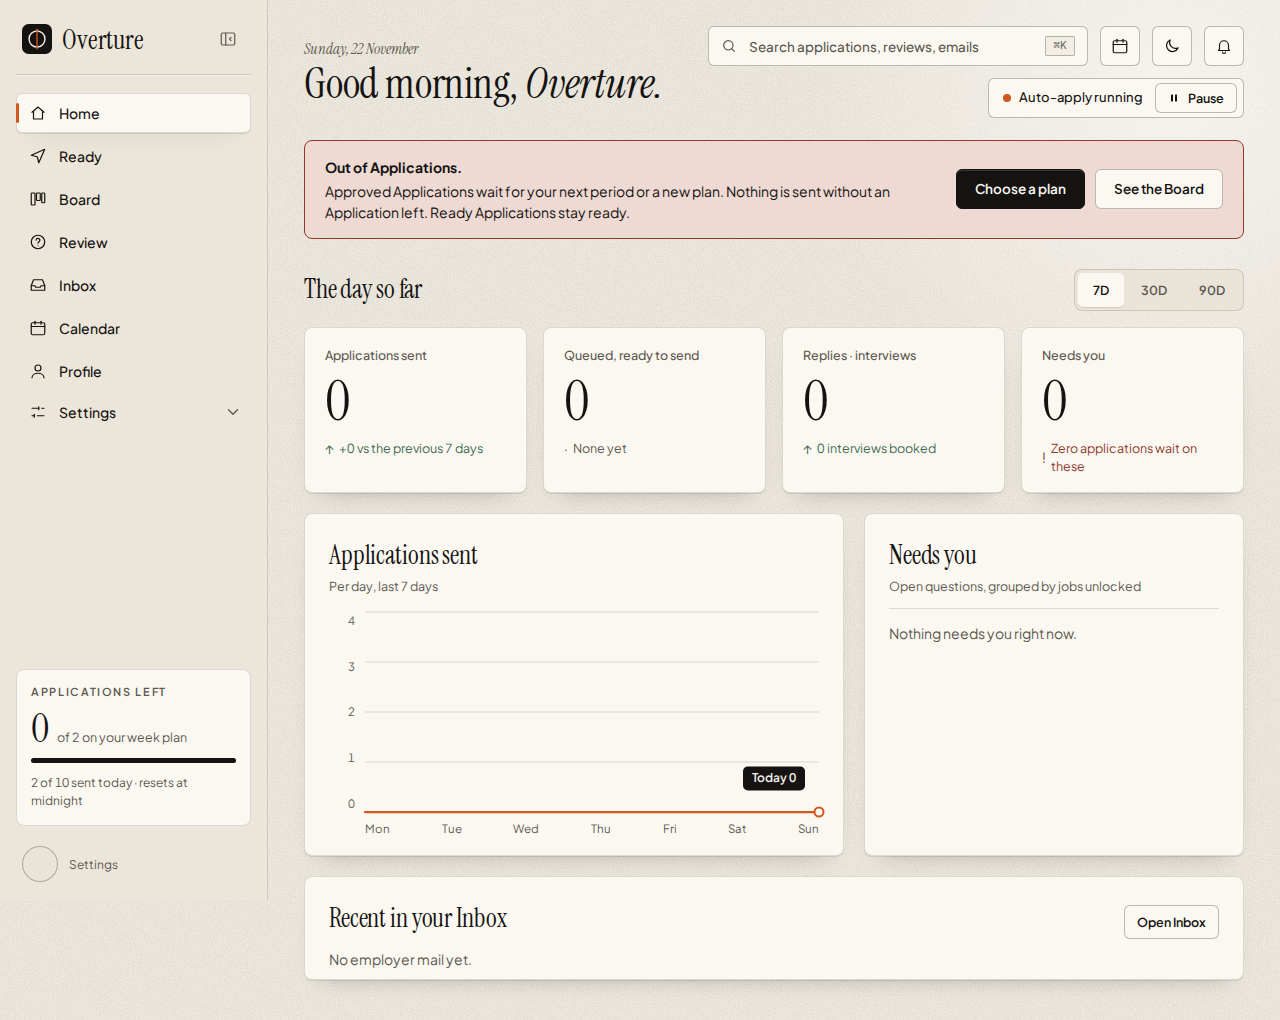 Overture
Home
Ready
Board
Review
Inbox
Calendar
Profile
Settings
APPLICATIONS LEFT
0 of 2 on your week plan
2 of 10 sent today · resets at
midnight
Settings
Sunday, 22 November
Good morning, Overture.
Search applications, reviews, emails
⌘K
Auto-apply running
Pause
Out of Applications.
Approved Applications wait for your next period or a new plan. Nothing is sent without an
Application left. Ready Applications stay ready.
Choose a plan
See the Board
The day so far
7D 30D 90D
Applications sent
0
↑ +0 vs the previous 7 days
Queued, ready to send
0
· None yet
Replies · interviews
0
↑ 0 interviews booked
Needs you
0
! Zero applications wait on
these
Applications sent
Per day, last 7 days
4
3
2
1
0
Today 0
Mon Tue Wed Thu Fri Sat Sun
Needs you
Open questions, grouped by jobs unlocked
Nothing needs you right now.
Recent in your Inbox
Open Inbox
No employer mail yet.